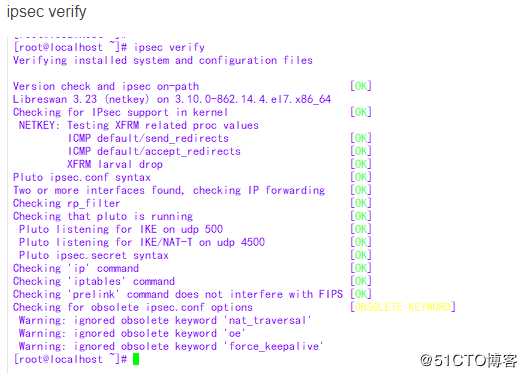 ipsec verify
[root@localhost ~]# ipsec verify
Verifying installed system and configuration files
Version check and ipsec on-path [OK]
Libreswan 3.23 (netkey) on 3.10.0-862.14.4.el7.x86_64
Checking for IPsec support in kernel [OK]
NETKEY: Testing XFRM related proc values
ICMP default/send_redirects [OK]
ICMP default/accept_redirects [OK]
XFRM larval drop [OK]
Pluto ipsec.conf syntax [OK]
Two or more interfaces found, checking IP forwarding [OK]
Checking rp_filter [OK]
Checking that pluto is running [OK]
Pluto listening for IKE on udp 500 [OK]
Pluto listening for IKE/NAT-T on udp 4500 [OK]
Pluto ipsec.secret syntax [OK]
Checking 'ip' command [OK]
Checking 'iptables' command [OK]
Checking 'prelink' command does not interfere with FIPS [OK]
Checking for obsolete ipsec.conf options [OBSOLETE KEYWORD]
Warning: ignored obsolete keyword 'nat_traversal'
Warning: ignored obsolete keyword 'oe'
Warning: ignored obsolete keyword 'force_keepalive'
[root@localhost ~]#
@51CTO博客